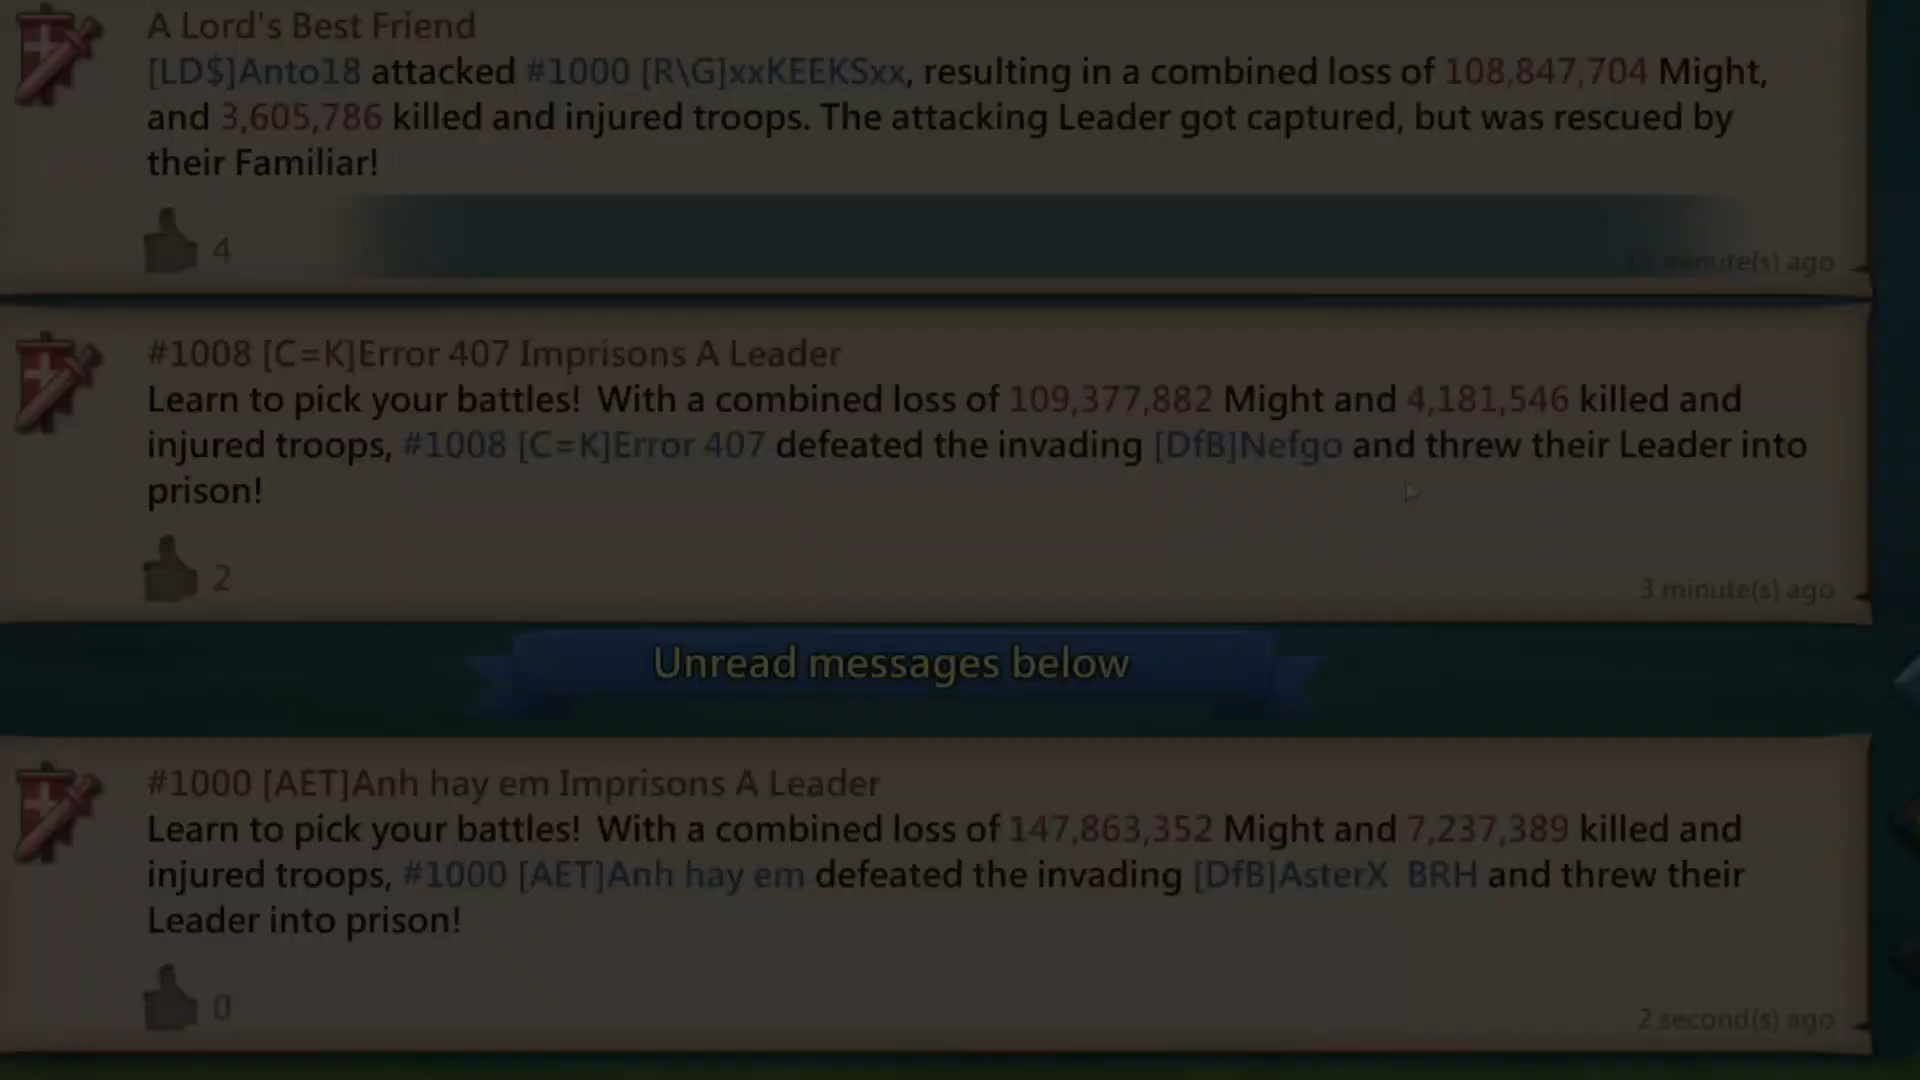 A Lord's Best Friend
[LD$]Anto18 attacked #1000 [R\G]xxKEEKSxx, resulting in a combined loss of 108,847,704 Might,
and 3,605,786 killed and injured troops. The attacking Leader got captured, but was rescued by
their Familiar!
4
minute(s) ago
#1008 [C=K]Error 407 Imprisons A Leader
Learn to pick your battles! With a combined loss of 109,377,882 Might and 4,181,546 killed and
injured troops, #1008 [C=K]Error 407 defeated the invading [DfB]Nefgo and threw their Leader into
prison!
2
3 minute(s) ago
Unread messages below
#1000 [AET]Anh hay em Imprisons A Leader
Learn to pick your battles! With a combined loss of 147,863,352 Might and 7,237,389 killed and
injured troops, #1000 [AET]Anh hay em defeated the invading [DfB]AsterX BRH and threw their
Leader into prison!
0
2 second(s) ago